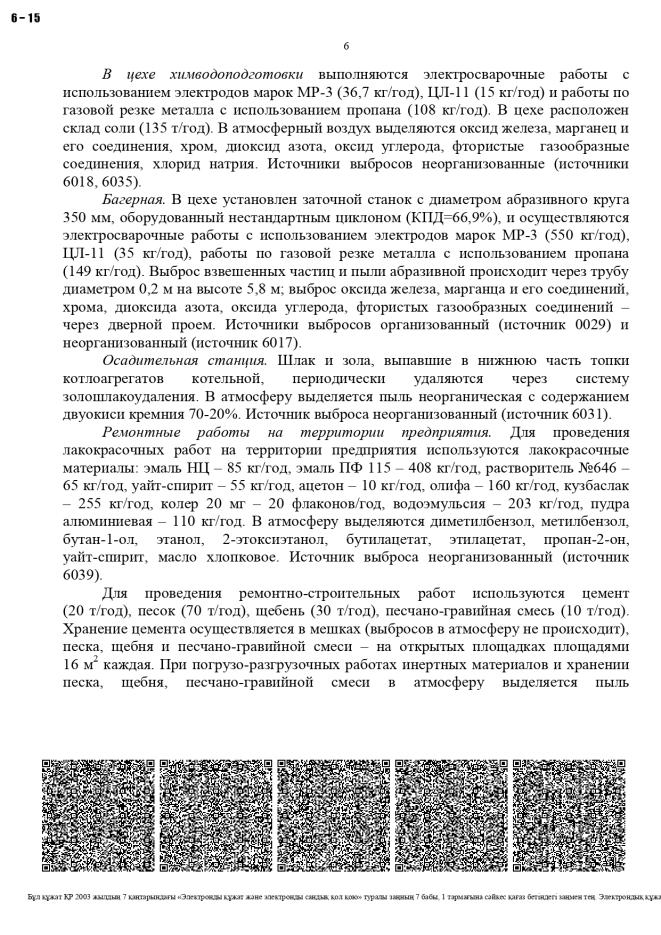 6 – 15
6
В цехе химводоподготовки выполняются электросварочные работы с
использованием электродов марок МР-3 (36,7 кг/год), ЦЛ-11 (15 кг/год) и работы по
газовой резке металла с использованием пропана (108 кг/год). В цехе расположен
склад соли (135 т/год). В атмосферный воздух выделяются оксид железа, марганец и
его соединения, хром, диоксид азота, оксид углерода, фтористые газообразные
соединения, хлорид натрия. Источники выбросов неорганизованные (источники
6018, 6035).
Багерная. В цехе установлен заточной станок с диаметром абразивного круга
350 мм, оборудованный нестандартным циклоном (КПД=66,9%), и осуществляются
электросварочные работы с использованием электродов марок МР-3 (550 кг/год),
ЦЛ-11 (35 кг/год), работы по газовой резке металла с использованием пропана
(149 кг/год). Выброс взвешенных частиц и пыли абразивной происходит через трубу
диаметром 0,2 м на высоте 5,8 м; выброс оксида железа, марганца и его соединений,
хрома, диоксида азота, оксида углерода, фтористых газообразных соединений –
через дверной проем. Источники выбросов организованный (источник 0029) и
неорганизованный (источник 6017).
Осадительная станция. Шлак и зола, выпавшие в нижнюю часть топки
котлоагрегатов котельной, периодически удаляются через систему
золошлакоудаления. В атмосферу выделяется пыль неорганическая с содержанием
двуокиси кремния 70-20%. Источник выброса неорганизованный (источник 6031).
Ремонтные работы на территории предприятия. Для проведения
лакокрасочных работ на территории предприятия используются лакокрасочные
материалы: эмаль НЦ – 85 кг/год, эмаль ПФ 115 – 408 кг/год, растворитель №646 –
65 кг/год, уайт-спирит – 55 кг/год, ацетон – 10 кг/год, олифа – 160 кг/год, кузбаслак
– 255 кг/год, колер 20 мг – 20 флаконов/год, водоэмульсия – 203 кг/год, пудра
алюминиевая – 110 кг/год. В атмосферу выделяются диметилбензол, метилбензол,
бутан-1-ол, этанол, 2-этоксиэтанол, бутилацетат, этилацетат, пропан-2-он,
уайт-спирит, масло хлопковое. Источник выброса неорганизованный (источник
6039).
Для проведения ремонтно-строительных работ используются цемент
(20 т/год), песок (70 т/год), щебень (30 т/год), песчано-гравийная смесь (10 т/год).
Хранение цемента осуществляется в мешках (выбросов в атмосферу не происходит),
песка, щебня и песчано-гравийной смеси – на открытых площадках площадями
16 м² каждая. При погрузо-разгрузочных работах инертных материалов и хранении
песка, щебня, песчано-гравийной смеси в атмосферу выделяется пыль
Бұл құжат ҚР 2003 жылдың 7 қаңтарындағы «Электронды құжат және электронды сандық қол қою» туралы заңның 7 бабы, 1 тармағына сәйкес қағаз бетіндегі заңмен тең. Электрондық құжа